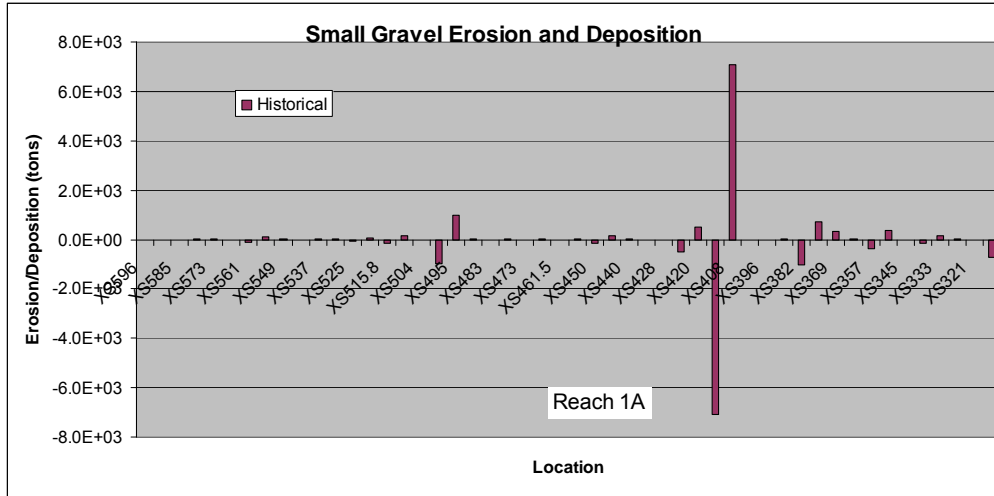 Small Gravel Erosion and Deposition
8.0E+03
6.0E+03
4.0E+03
2.0E+03
0.0E+00
-2.0E+03
-4.0E+03
-6.0E+03
-8.0E+03
Erosion/Deposition (tons)
Historical
XS596
XS585
XS573
XS561
XS549
XS537
XS525
XS515.8
XS504
XS495
XS483
XS473
XS461.5
XS450
XS440
XS428
XS420
XS408
XS396
XS382
XS369
XS357
XS345
XS333
XS321
Reach 1A
Location